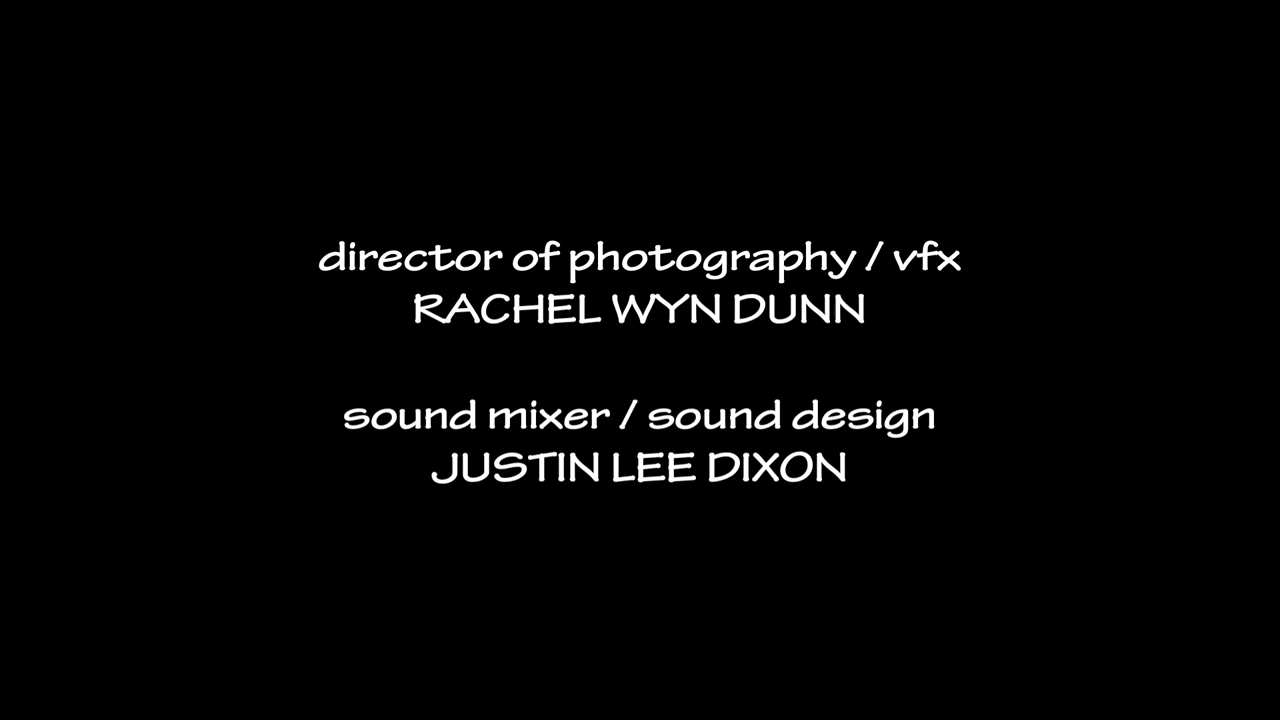 director of photography / vfx
RACHEL WYN DUNN
sound mixer / sound design
JUSTIN LEE DIXON